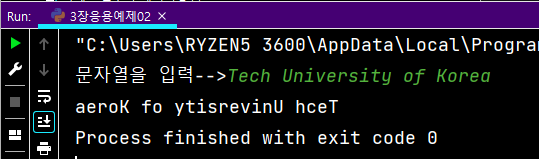 Run: 3장응용예제02 ×
"C:\Users\RYZEN5 3600\AppData\Local\Progra
문자열을 입력-->Tech University of Korea
aeroK fo ytisrevinU hceT
Process finished with exit code 0